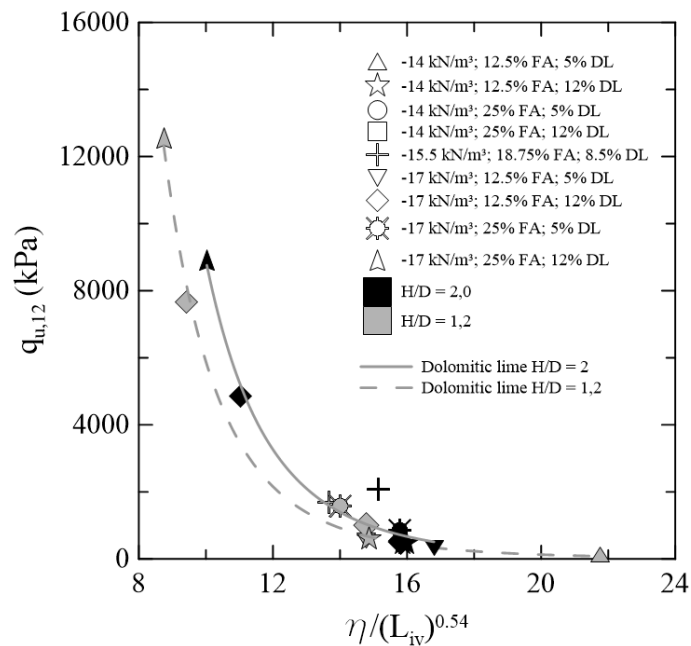 16000
12000
8000
4000
0
q_u,12 (kPa)
-14 kN/m³; 12.5% FA; 5% DL
-14 kN/m³; 12.5% FA; 12% DL
-14 kN/m³; 25% FA; 5% DL
-14 kN/m³; 25% FA; 12% DL
-15.5 kN/m³; 18.75% FA; 8.5% DL
-17 kN/m³; 12.5% FA; 5% DL
-17 kN/m³; 12.5% FA; 12% DL
-17 kN/m³; 25% FA; 5% DL
-17 kN/m³; 25% FA; 12% DL
H/D = 2,0
H/D = 1,2
Dolomitic lime H/D = 2
Dolomitic lime H/D = 1,2
8 12 16 20 24
η/(L_iv)^0.54